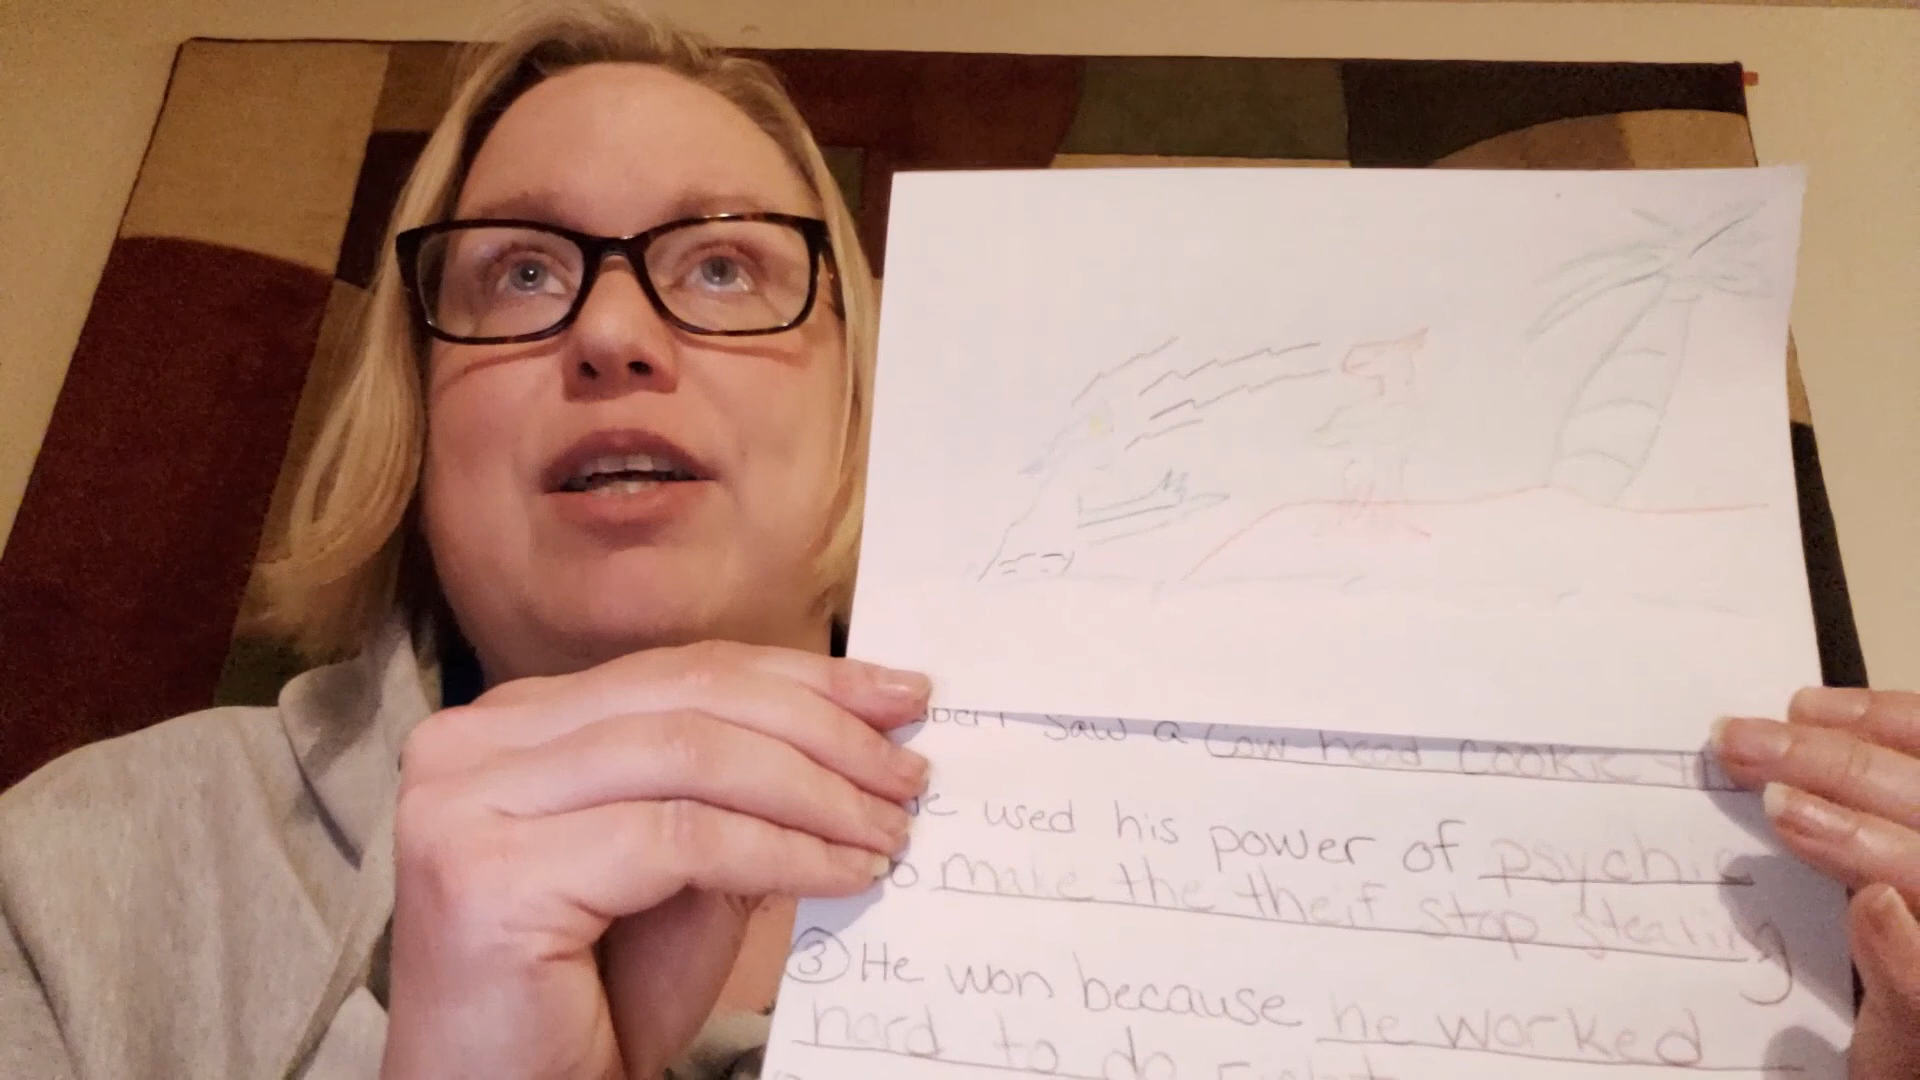 saw a cow head cookie
used his power of psychic
make the theif stop stealing
③ He won because he worked
hard to do right